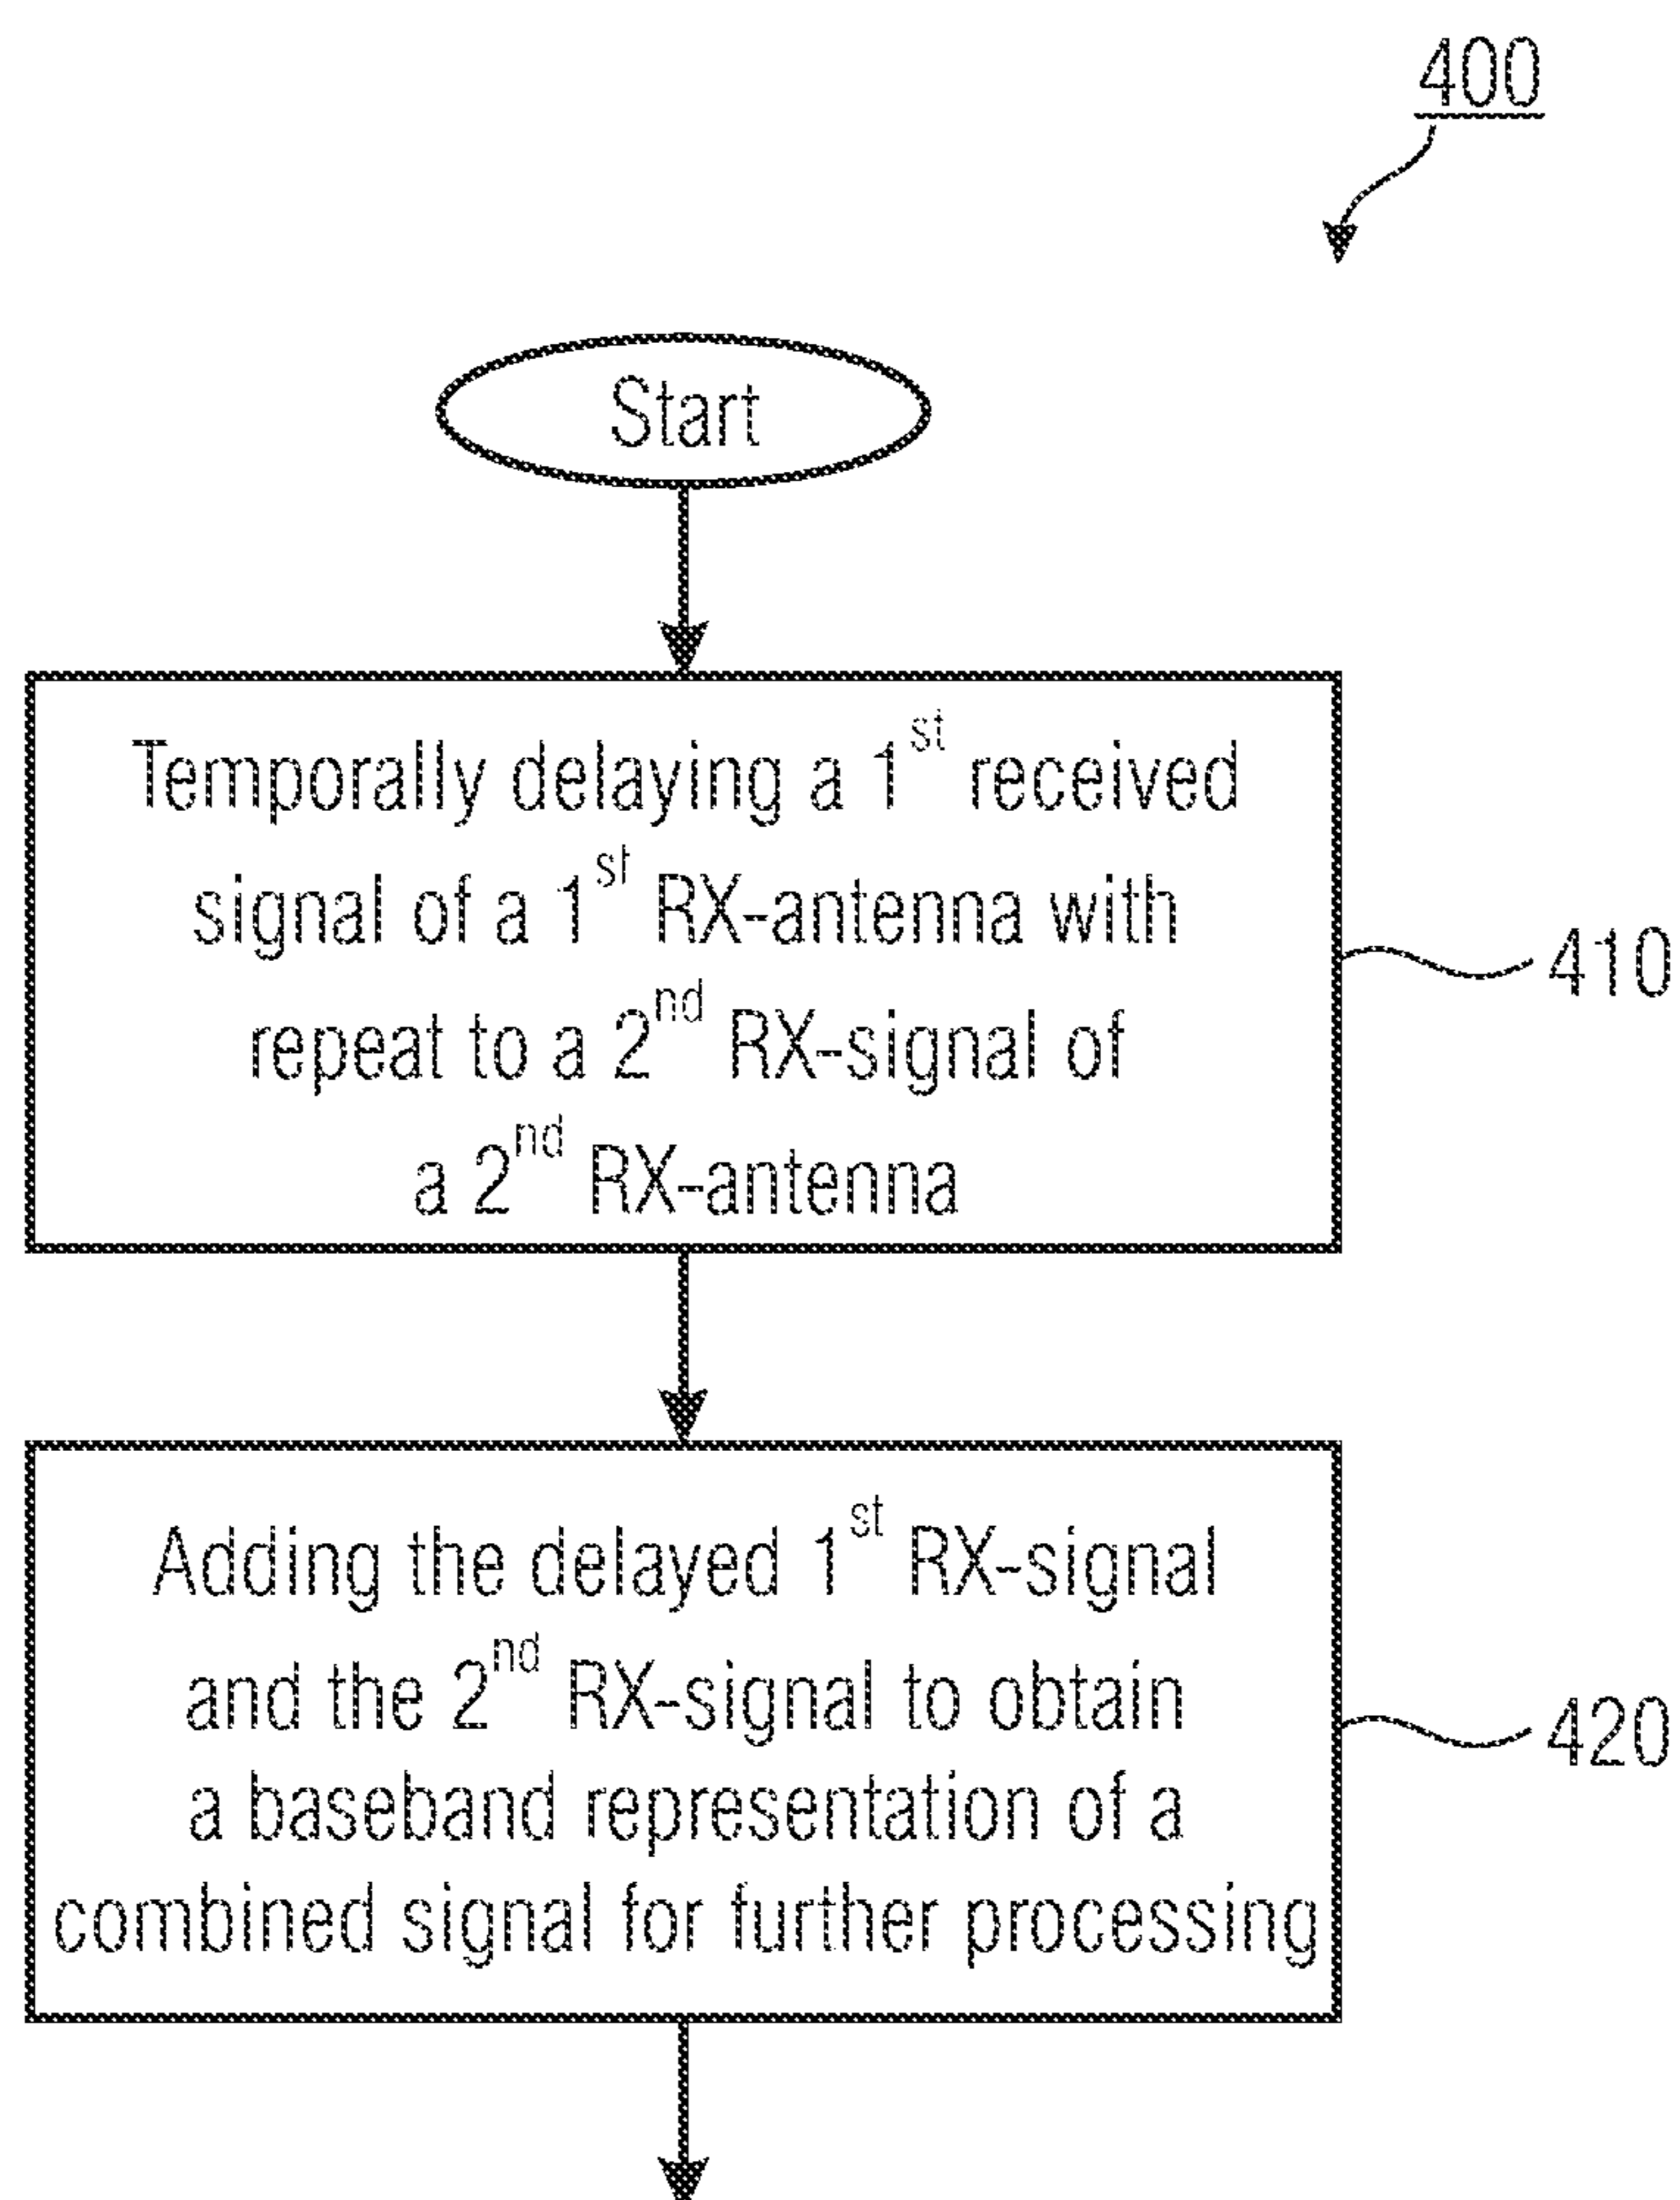 400
Start
Temporally delaying a 1st received
signal of a 1st RX-antenna with
repeat to a 2nd RX-signal of
a 2nd RX-antenna
410
Adding the delayed 1st RX-signal
and the 2nd RX-signal to obtain
a baseband representation of a
combined signal for further processing
420